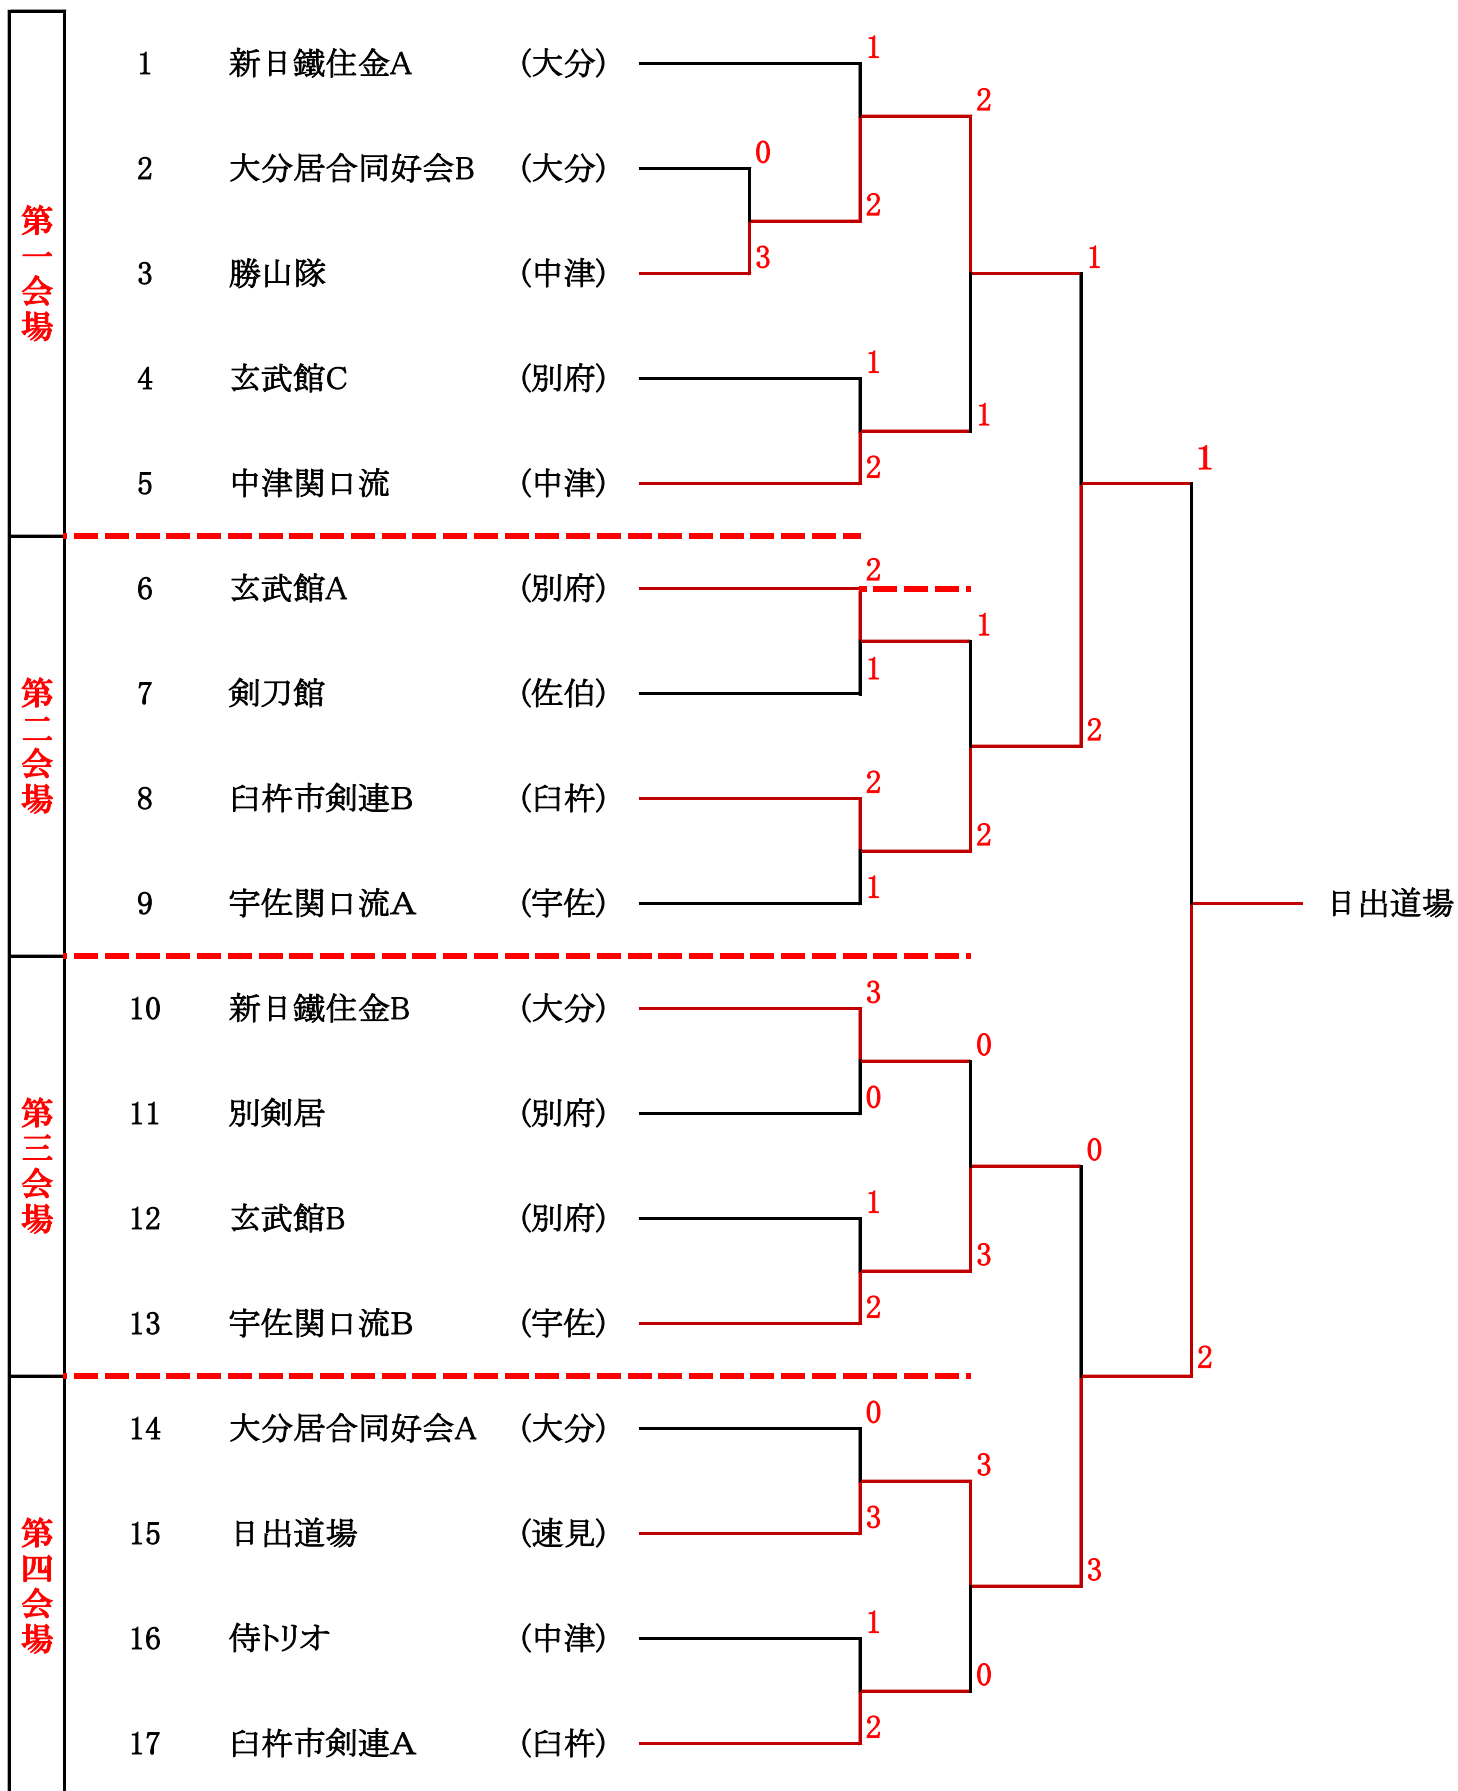 第一会場
1 新日鐵住金A (大分)
1
2
2 大分居合同好会B (大分)
0
2
3 勝山隊 (中津)
3
1
4 玄武館C (別府)
1
1
5 中津関口流 (中津)
2
1
第二会場
6 玄武館A (別府)
2
1
7 剣刀館 (佐伯)
1
2
8 臼杵市剣連B (臼杵)
2
2
9 宇佐関口流A (宇佐)
1
日出道場
第三会場
10 新日鐵住金B (大分)
3
0
11 別剣居 (別府)
0
0
12 玄武館B (別府)
1
3
13 宇佐関口流B (宇佐)
2
2
第四会場
14 大分居合同好会A (大分)
0
3
15 日出道場 (速見)
3
3
16 侍トリオ (中津)
1
0
17 臼杵市剣連A (臼杵)
2